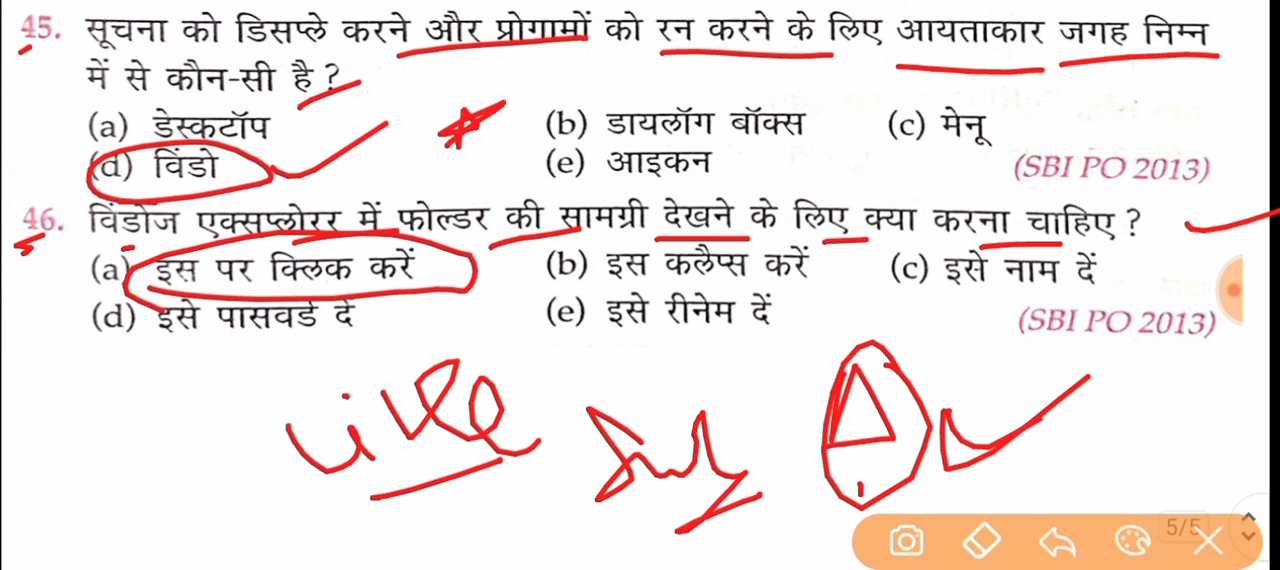 45. सूचना को डिसप्ले करने और प्रोगामों को रन करने के लिए आयताकार जगह निम्न
में से कौन-सी है ?
(a) डेस्कटॉप (b) डायलॉग बॉक्स (c) मेनू
(d) विंडो (e) आइकन (SBI PO 2013)
46. विंडोज एक्सप्लोरर में फोल्डर की सामग्री देखने के लिए क्या करना चाहिए ?
(a) इस पर क्लिक करें (b) इस कलैप्स करें (c) इसे नाम दें
(d) इसे पासवर्ड दें (e) इसे रीनेम दें (SBI PO 2013)
5/5